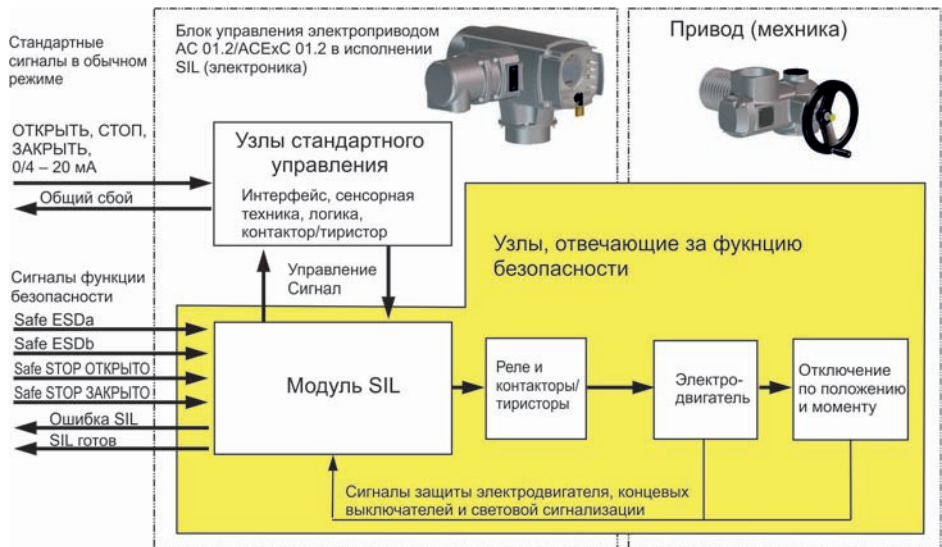 Стандартные
сигналы в обычном
режиме
Блок управления электроприводом
AC 01.2/ACExC 01.2 в исполнении
SIL (электроника)
Привод (мехника)
ОТКРЫТЬ, СТОП,
ЗАКРЫТЬ,
0/4 – 20 мА
Общий сбой
Узлы стандартного
управления
Интерфейс, сенсорная
техника, логика,
контактор/тиристор
Узлы, отвечающие за фукнцию
безопасности
Управление
Сигнал
Сигналы функции
безопасности
Safe ESDa
Safe ESDb
Safe STOP ОТКРЫТО
Safe STOP ЗАКРЫТО
Ошибка SIL
SIL готов
Модуль SIL
Реле и
контакторы/
тиристоры
Электро-
двигатель
Отключение
по положению
и моменту
Сигналы защиты электродвигателя, концевых
выключателей и световой сигнализации